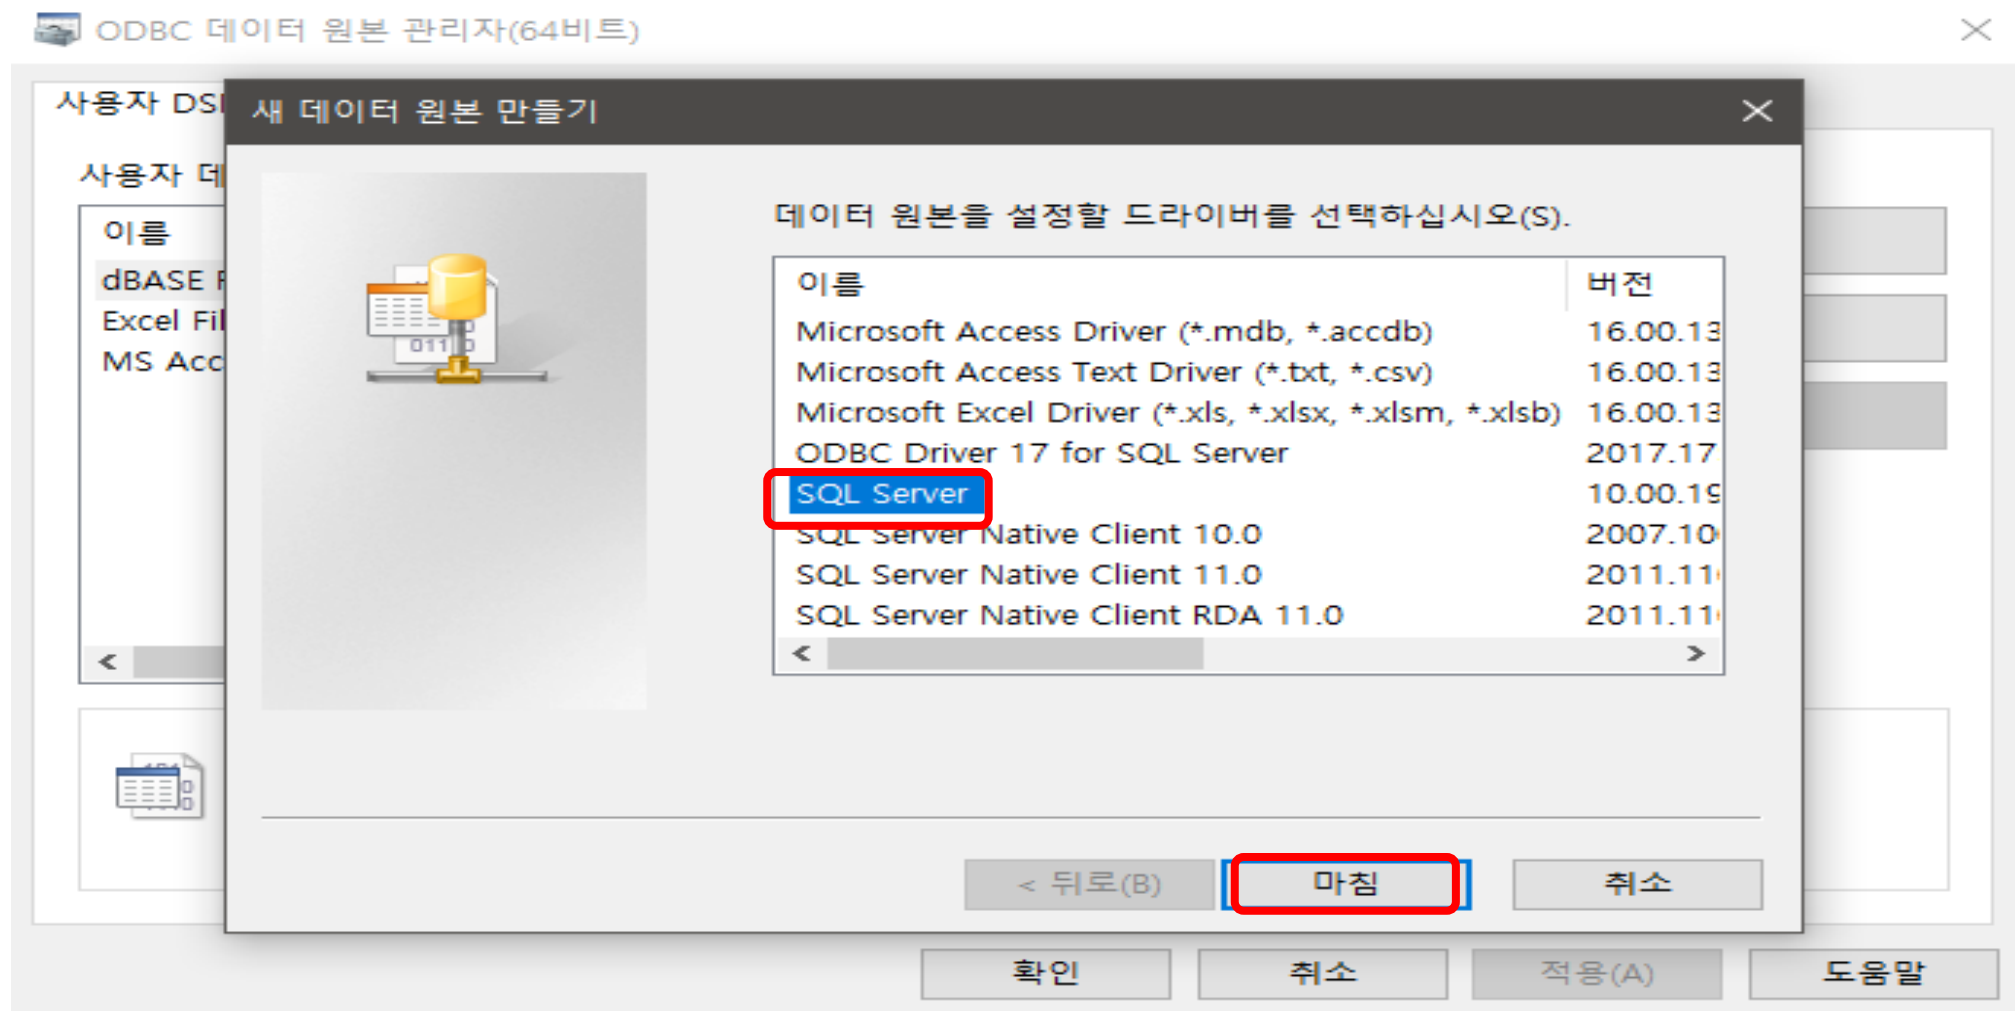 ODBC 데이터 원본 관리자(64비트)
사용자 DS
새 데이터 원본 만들기
사용자 데
이름
dBASE F
Excel Fil
MS Acc
데이터 원본을 설정할 드라이버를 선택하십시오(S).
이름 버전
Microsoft Access Driver (*.mdb, *.accdb) 16.00.13
Microsoft Access Text Driver (*.txt, *.csv) 16.00.13
Microsoft Excel Driver (*.xls, *.xlsx, *.xlsm, *.xlsb) 16.00.13
ODBC Driver 17 for SQL Server 2017.17
SQL Server 10.00.19
SQL Server Native Client 10.0 2007.10
SQL Server Native Client 11.0 2011.11
SQL Server Native Client RDA 11.0 2011.11
< 뒤로(B) 마침 취소
확인 취소 적용(A) 도움말